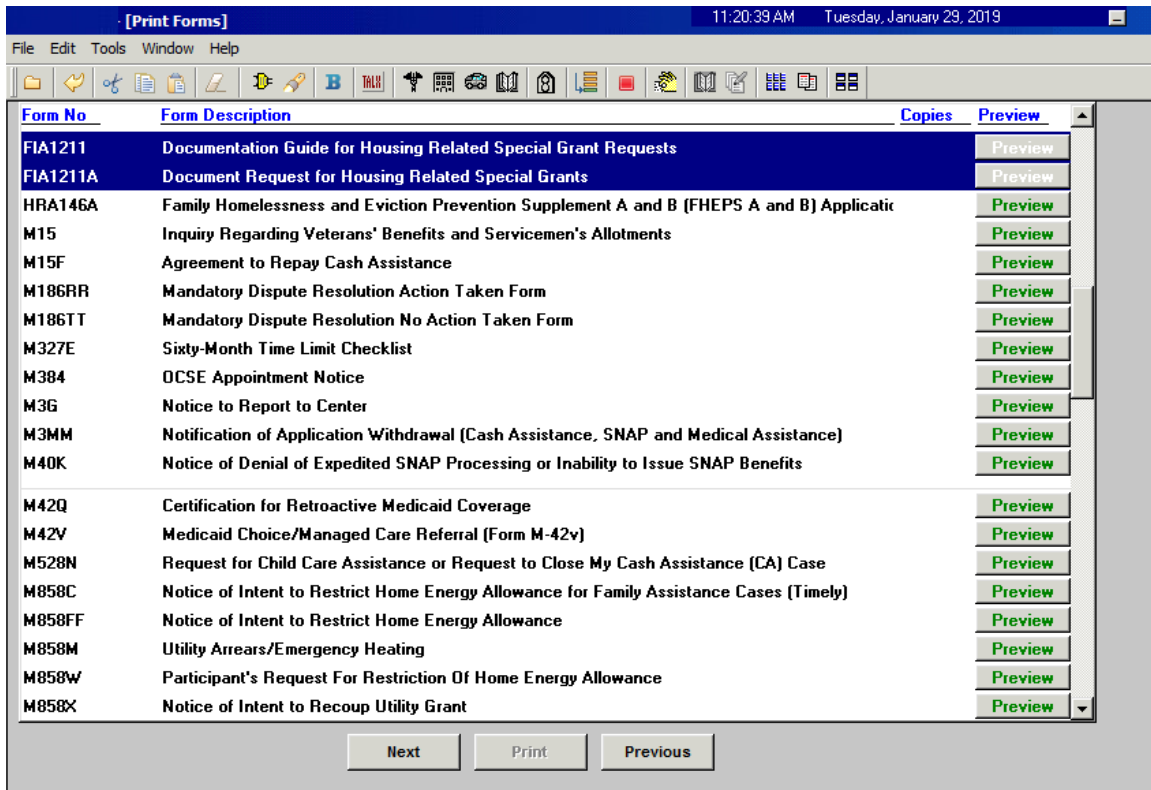 - [Print Forms] 11:20:39 AM Tuesday, January 29, 2019
File Edit Tools Window Help
B TALK
Form No Form Description Copies Preview
FIA1211 Documentation Guide for Housing Related Special Grant Requests Preview
FIA1211A Document Request for Housing Related Special Grants Preview
HRA146A Family Homelessness and Eviction Prevention Supplement A and B (FHEPS A and B) Applicatic Preview
M15 Inquiry Regarding Veterans' Benefits and Servicemen's Allotments Preview
M15F Agreement to Repay Cash Assistance Preview
M186RR Mandatory Dispute Resolution Action Taken Form Preview
M186TT Mandatory Dispute Resolution No Action Taken Form Preview
M327E Sixty-Month Time Limit Checklist Preview
M384 OCSE Appointment Notice Preview
M3G Notice to Report to Center Preview
M3MM Notification of Application Withdrawal (Cash Assistance, SNAP and Medical Assistance) Preview
M40K Notice of Denial of Expedited SNAP Processing or Inability to Issue SNAP Benefits Preview
M42Q Certification for Retroactive Medicaid Coverage Preview
M42V Medicaid Choice/Managed Care Referral (Form M-42v) Preview
M528N Request for Child Care Assistance or Request to Close My Cash Assistance (CA) Case Preview
M858C Notice of Intent to Restrict Home Energy Allowance for Family Assistance Cases (Timely) Preview
M858FF Notice of Intent to Restrict Home Energy Allowance Preview
M858M Utility Arrears/Emergency Heating Preview
M858W Participant's Request For Restriction Of Home Energy Allowance Preview
M858X Notice of Intent to Recoup Utility Grant Preview
Next Print Previous